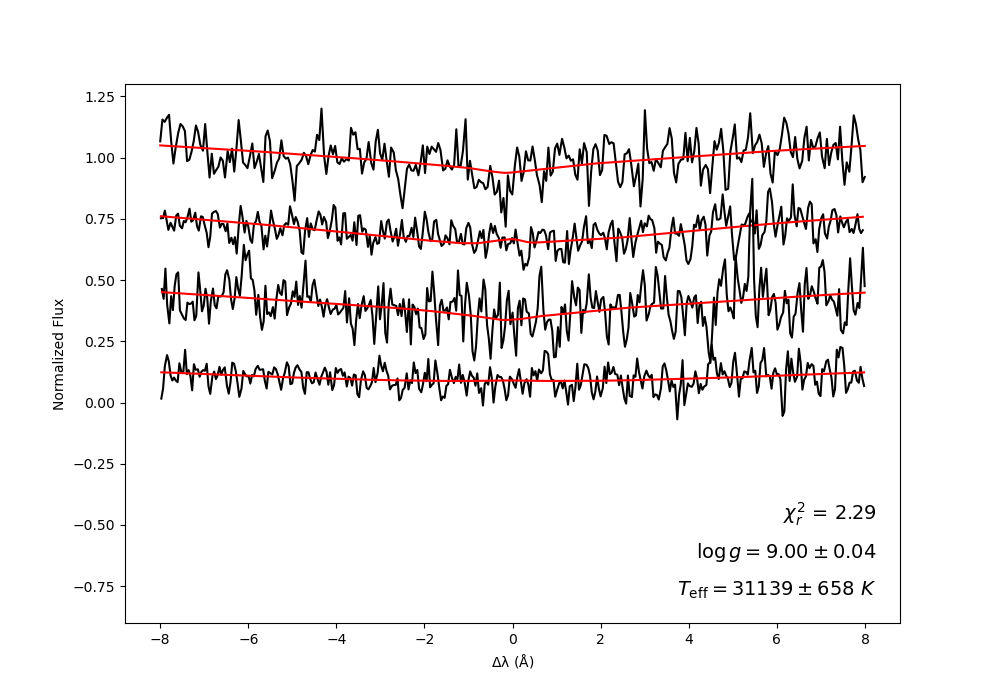 1.25
1.00
0.75
0.50
0.25
0.00
−0.25
−0.50
−0.75
Normalized Flux
χ²ᵣ = 2.29
log g = 9.00 ± 0.04
T_eff = 31139 ± 658 K
−8 −6 −4 −2 0 2 4 6 8
Δλ (Å)